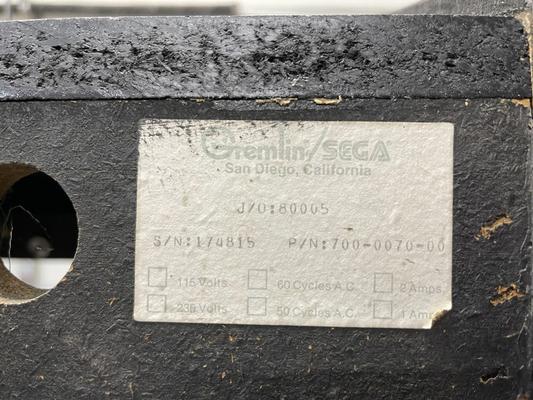 Gremlin/SEGA
San Diego, California
J/O:80005
S/N:174815 P/N:700-0070-00
115 Volts 60 Cycles A.C. 2 Amps
235 Volts 50 Cycles A.C. 1 Amp